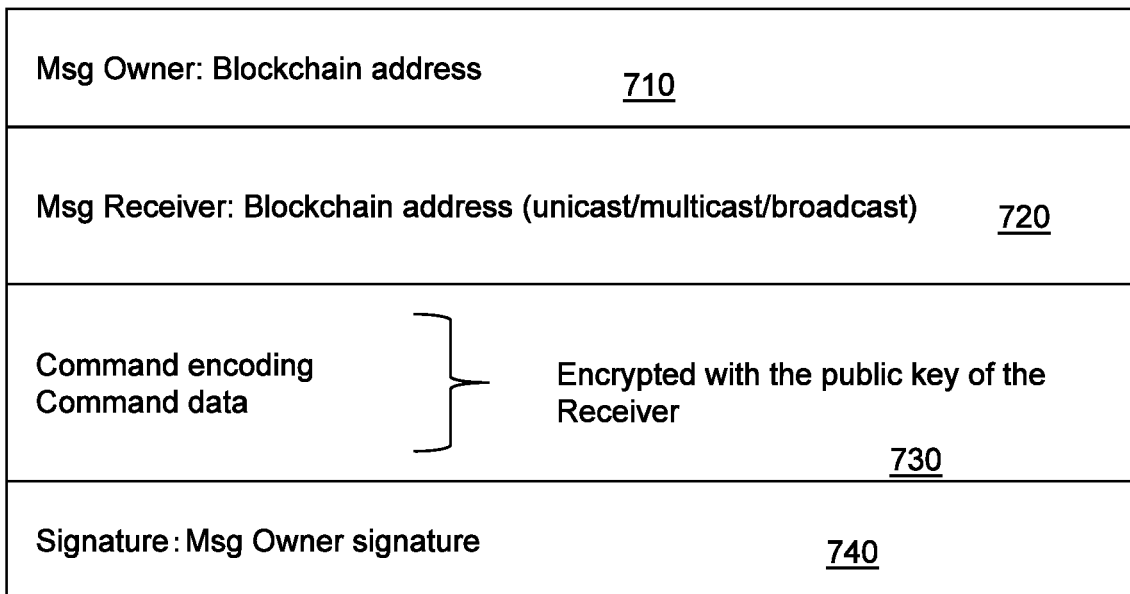 Msg Owner: Blockchain address
710
Msg Receiver: Blockchain address (unicast/multicast/broadcast)
720
Command encoding
Command data
Encrypted with the public key of the
Receiver
730
Signature: Msg Owner signature
740